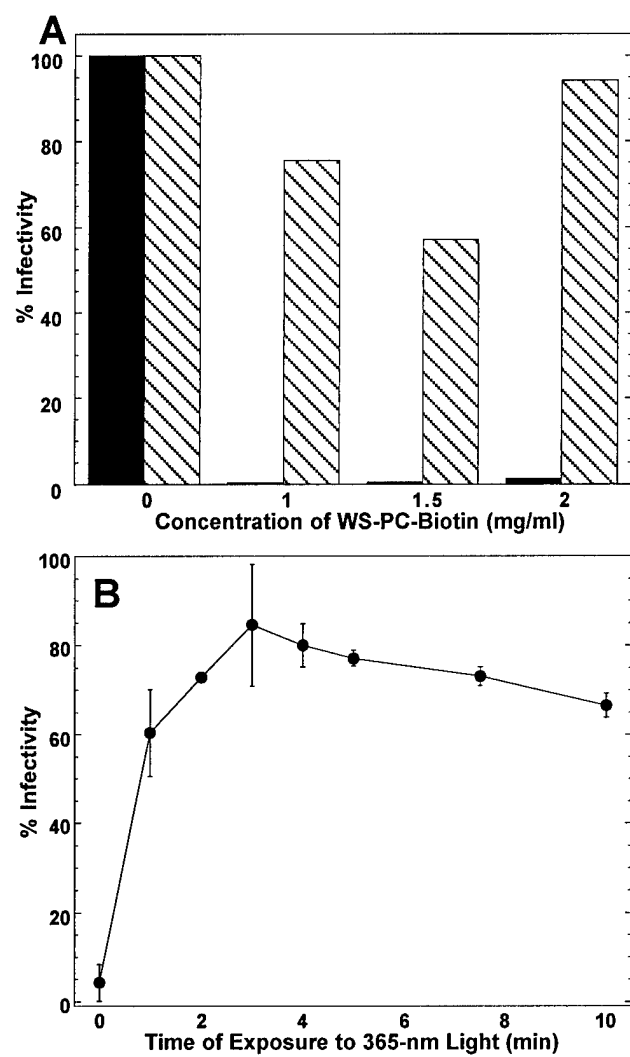 A
100
80
60
40
20
0
% Infectivity
0 1 1.5 2
Concentration of WS-PC-Biotin (mg/ml)
B
100
80
60
40
20
0
% Infectivity
0 2 4 6 8 10
Time of Exposure to 365-nm Light (min)